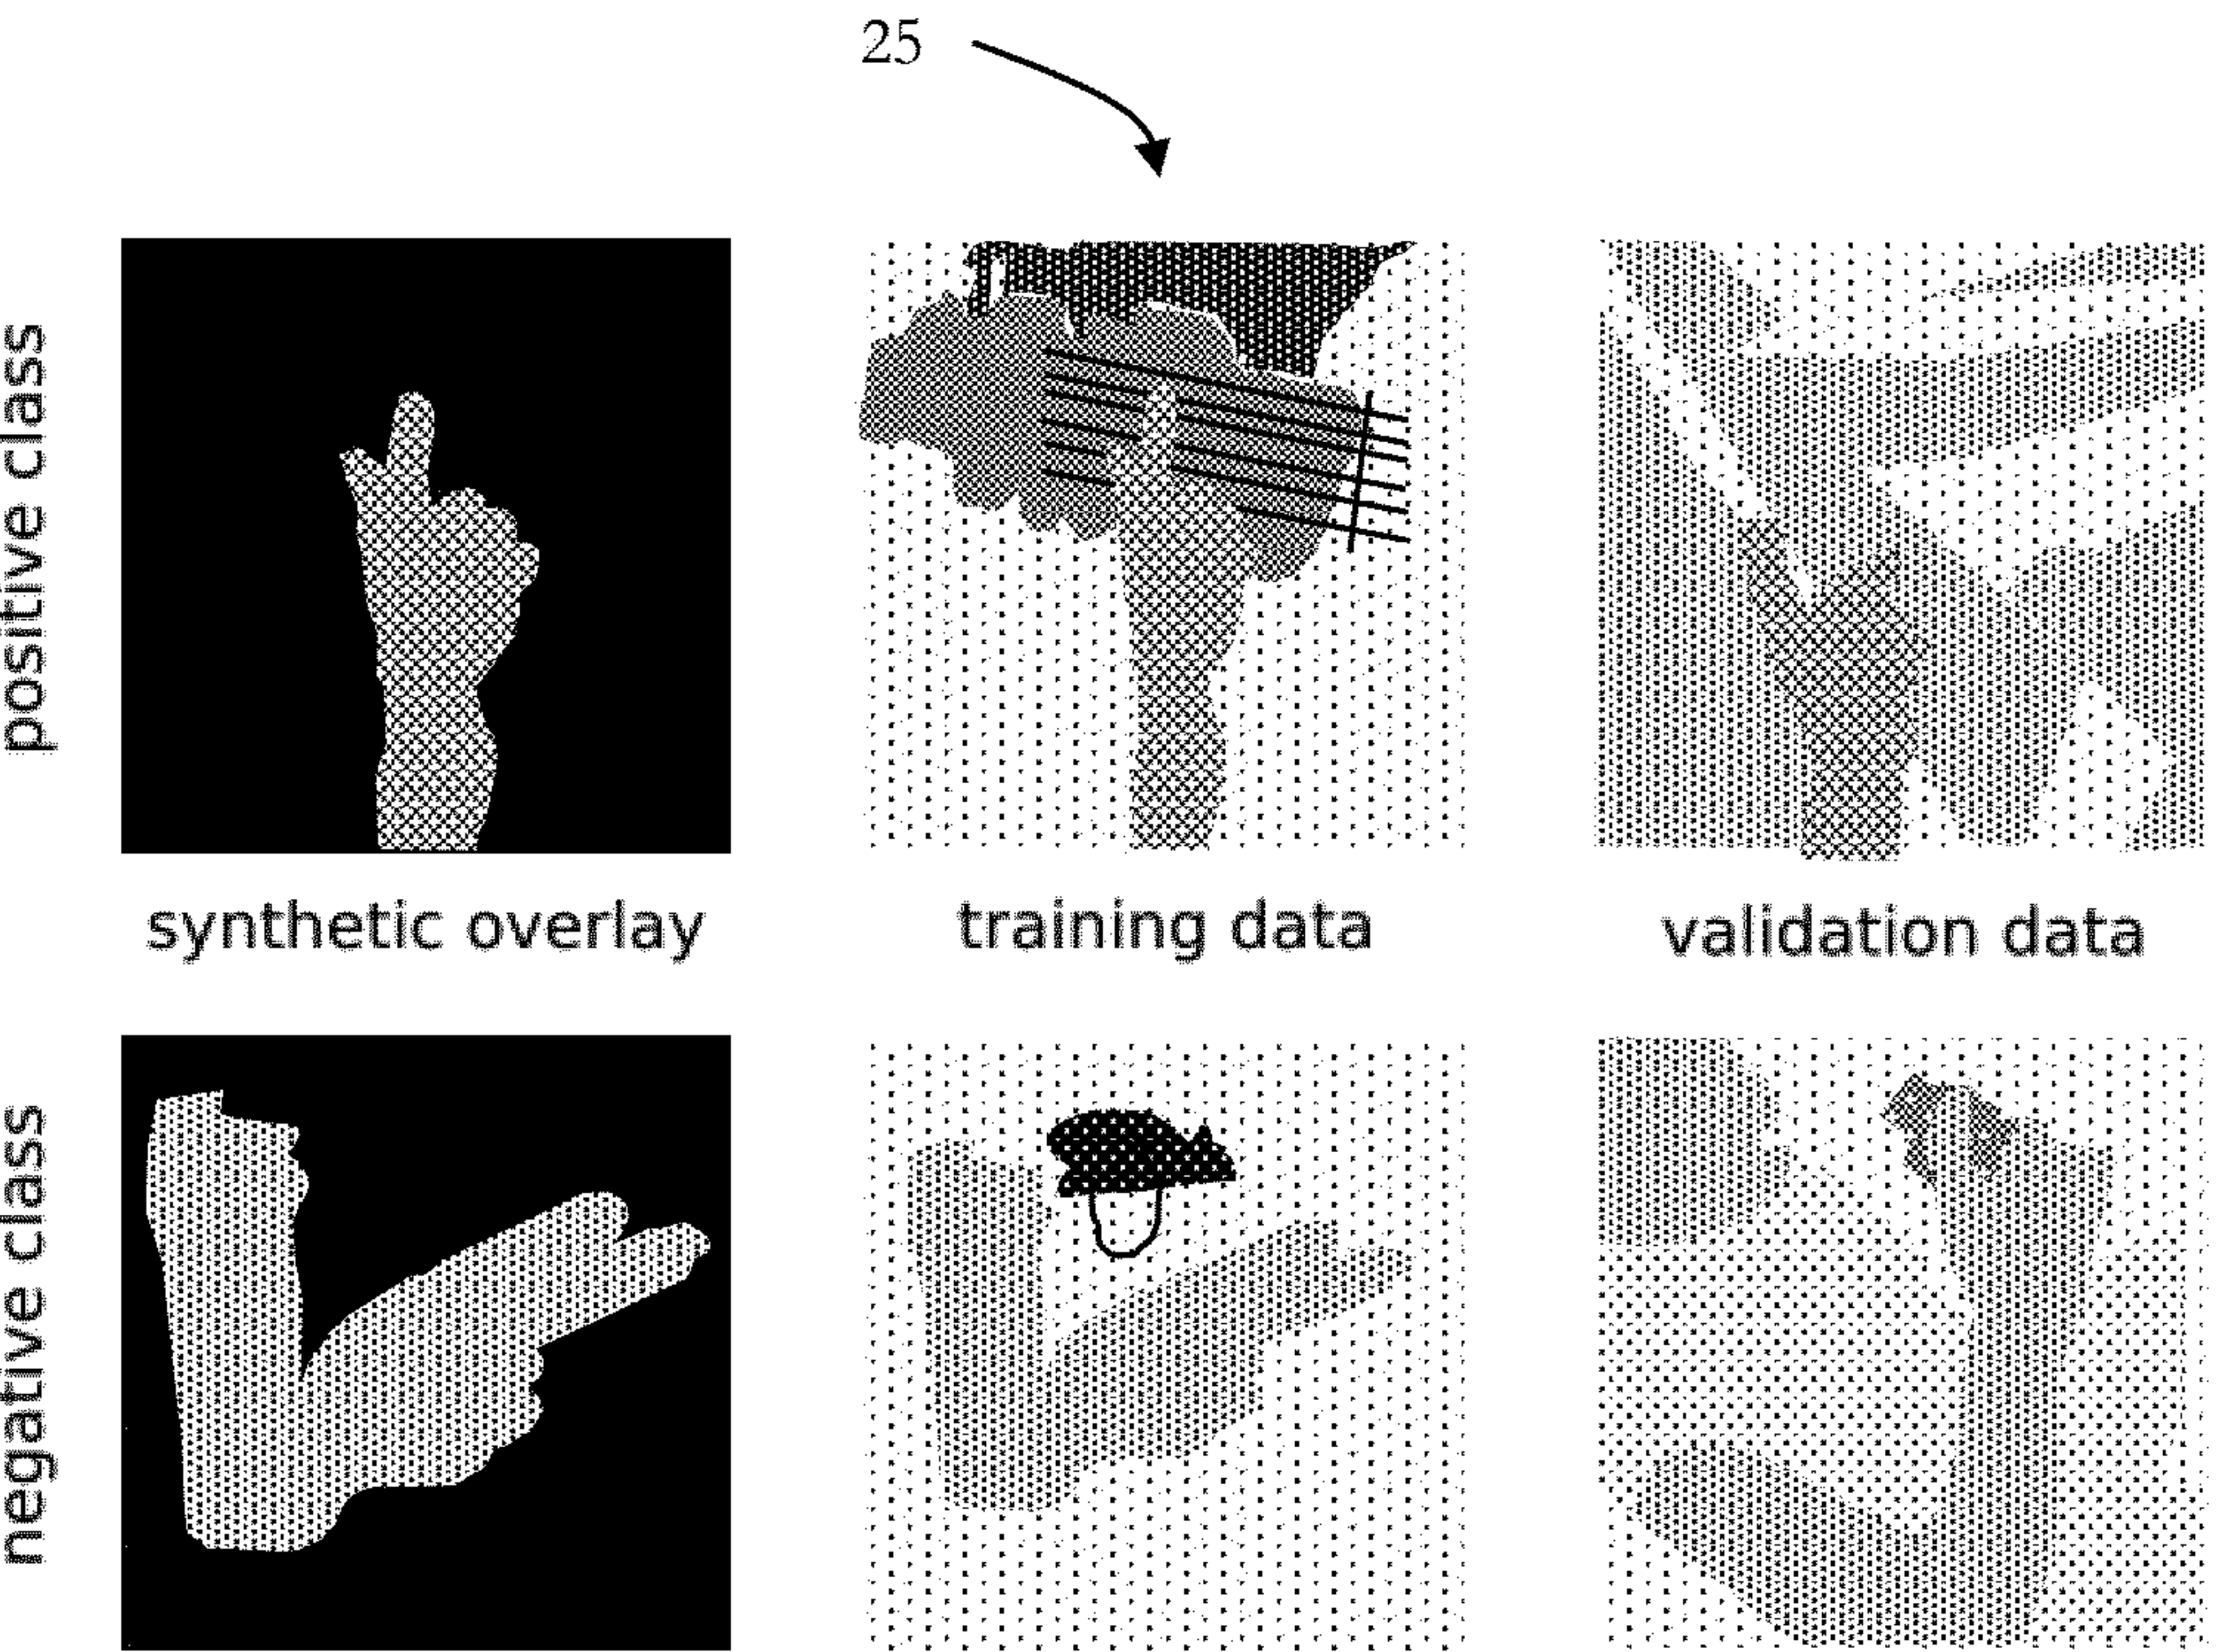 25
positive class
synthetic overlay
training data
validation data
negative class